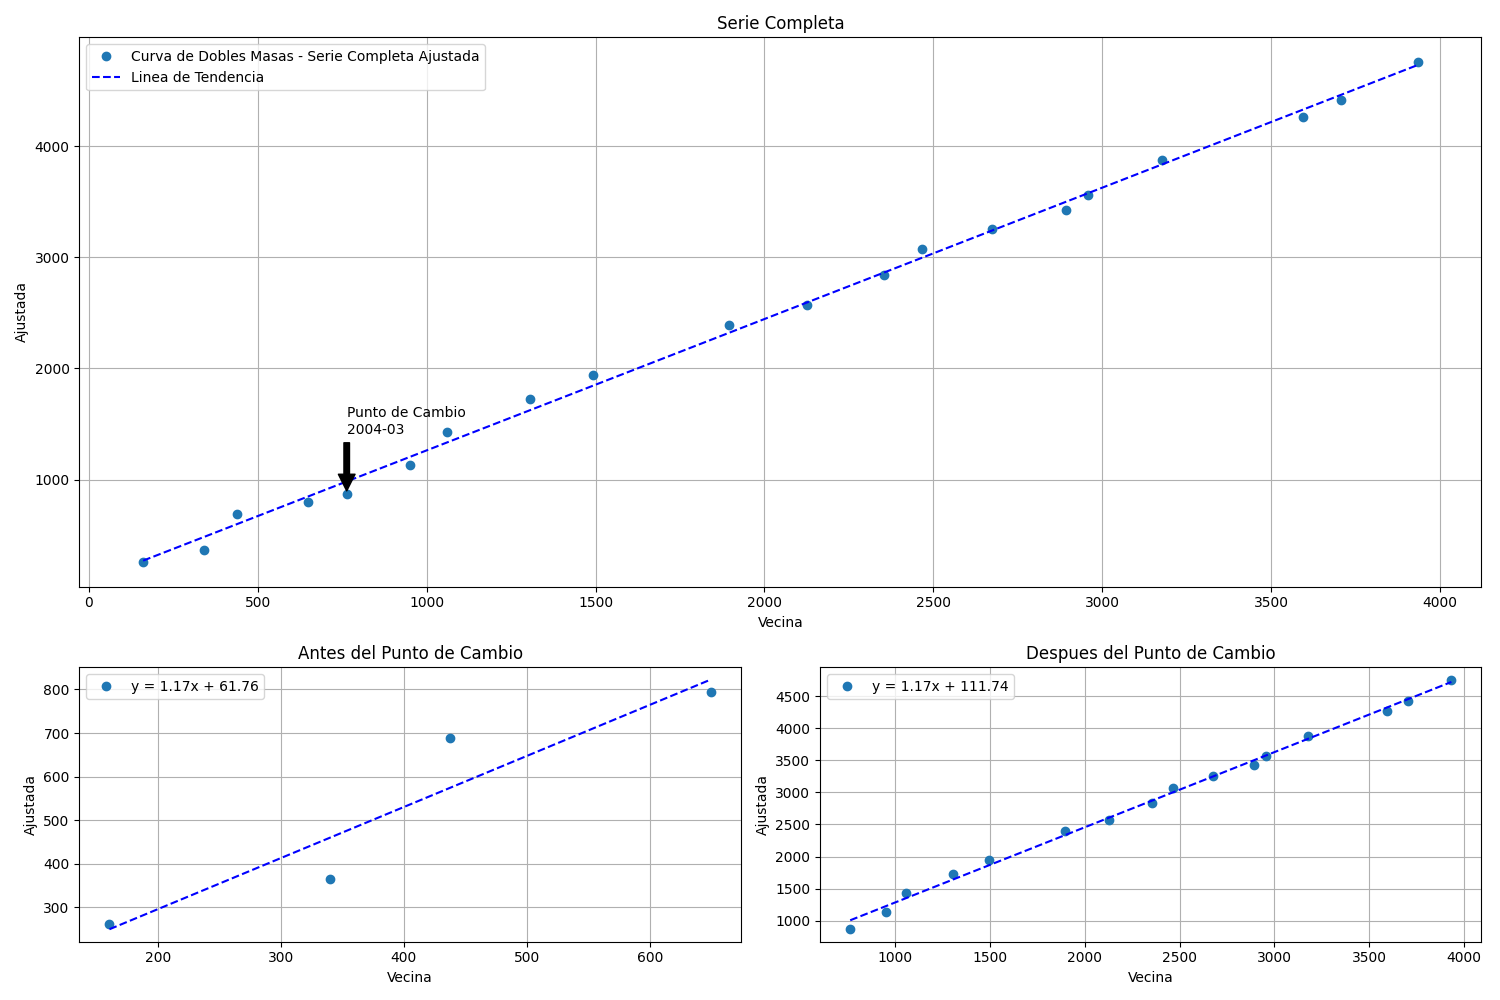 Serie Completa
Curva de Dobles Masas - Serie Completa Ajustada
Linea de Tendencia
Ajustada
4000
3000
2000
1000
Punto de Cambio
2004-03
0
500
1000
1500
2000
2500
3000
3500
4000
Vecina
Antes del Punto de Cambio
y = 1.17x + 61.76
Ajustada
800
700
600
500
400
300
200
300
400
500
600
Vecina
Despues del Punto de Cambio
y = 1.17x + 111.74
Ajustada
4500
4000
3500
3000
2500
2000
1500
1000
1000
1500
2000
2500
3000
3500
4000
Vecina